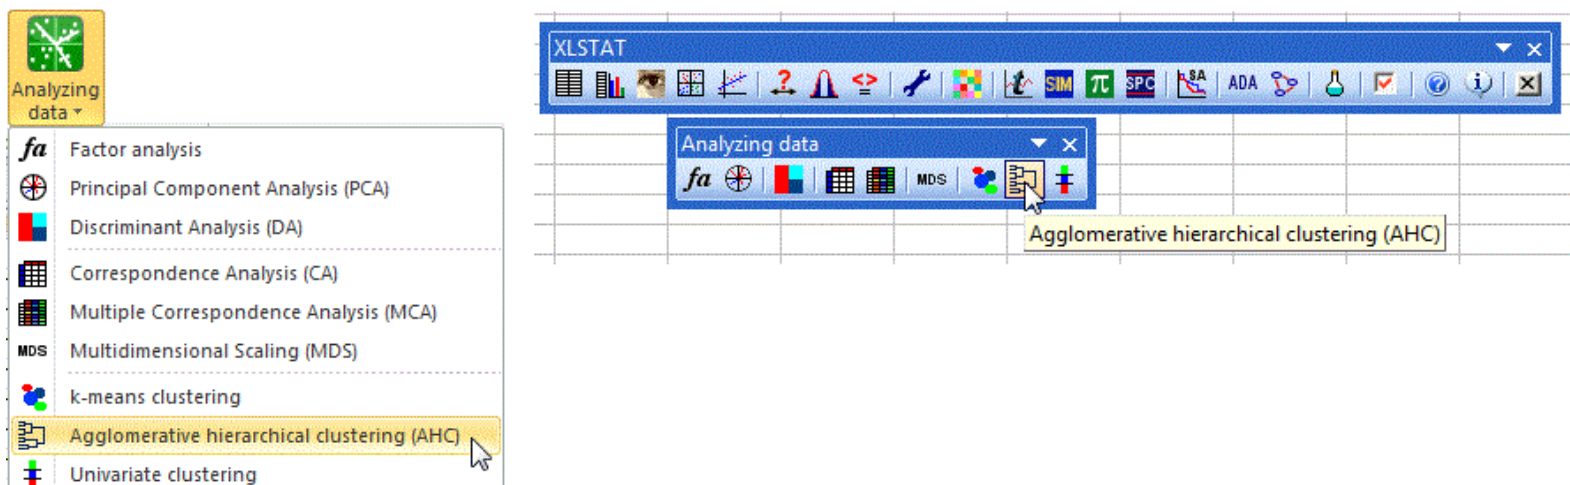 Analyzing
data
fa Factor analysis
Principal Component Analysis (PCA)
Discriminant Analysis (DA)
Correspondence Analysis (CA)
Multiple Correspondence Analysis (MCA)
MDS Multidimensional Scaling (MDS)
k-means clustering
Agglomerative hierarchical clustering (AHC)
Univariate clustering
XLSTAT
? <=> t SIM π SPC SA ADA ? i X
Analyzing data
fa MDS
Agglomerative hierarchical clustering (AHC)